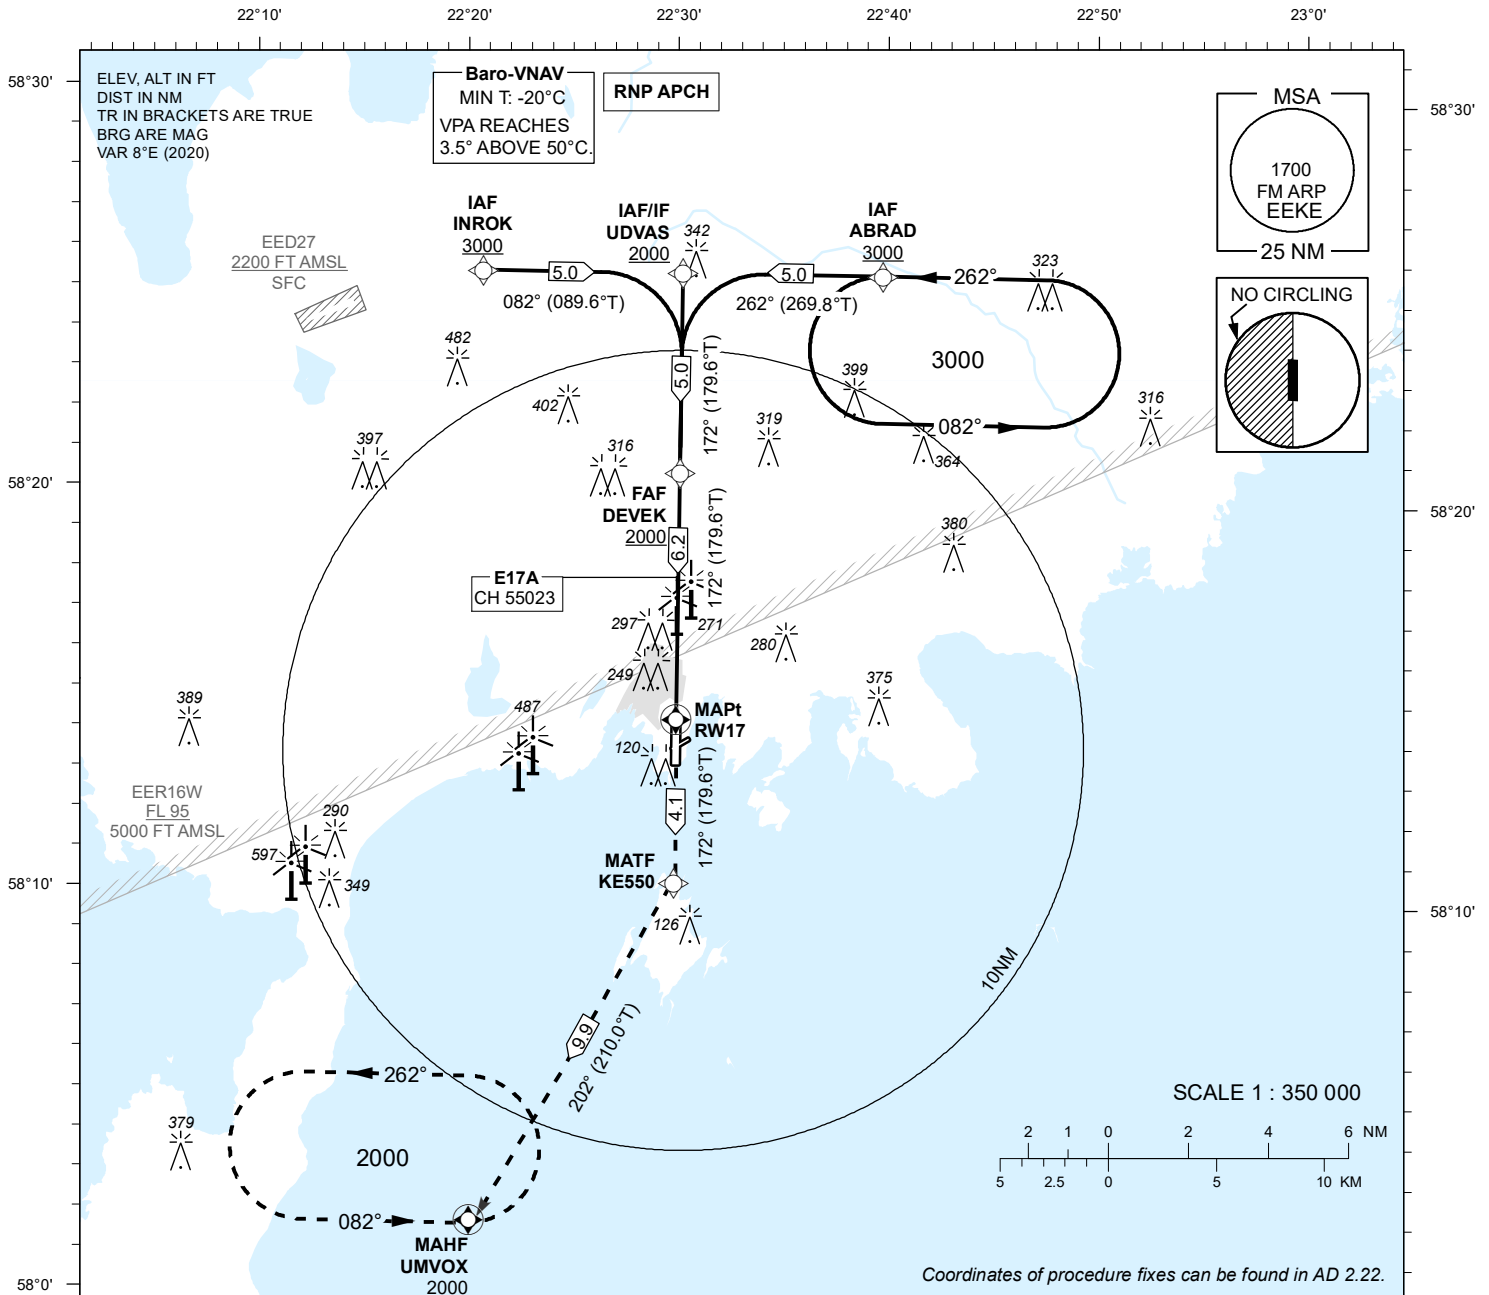 22°10'
22°20'
22°30'
22°40'
22°50'
23°0'
58°30'
58°30'
ELEV, ALT IN FT
DIST IN NM
TR IN BRACKETS ARE TRUE
BRG ARE MAG
VAR 8°E (2020)
Baro-VNAV
MIN T: -20°C
VPA REACHES
3.5° ABOVE 50°C.
RNP APCH
MSA
1700
FM ARP
EEKE
25 NM
NO CIRCLING
IAF
INROK
3000
IAF/IF
UDVAS
2000
342
IAF
ABRAD
3000
323
EED27
2200 FT AMSL
SFC
5.0
082° (089.6°T)
5.0
262° (269.8°T)
262°
3000
082°
482
402
397
316
5.0
172° (179.6°T)
319
399
364
316
58°20'
58°20'
FAF
DEVEK
2000
6.2
172° (179.6°T)
380
E17A
CH 55023
297
271
249
280
375
389
487
MAPt
RW17
120
EER16W
FL 95
5000 FT AMSL
290
597
349
4.1
172° (179.6°T)
MATF
KE550
58°10'
58°10'
126
10NM
9.9
202° (210.0°T)
262°
2000
082°
379
MAHF
UMVOX
2000
SCALE 1 : 350 000
2 1 0 2 4 6 NM
5 2.5 0 5 10 KM
58°0'
Coordinates of procedure fixes can be found in AD 2.22.